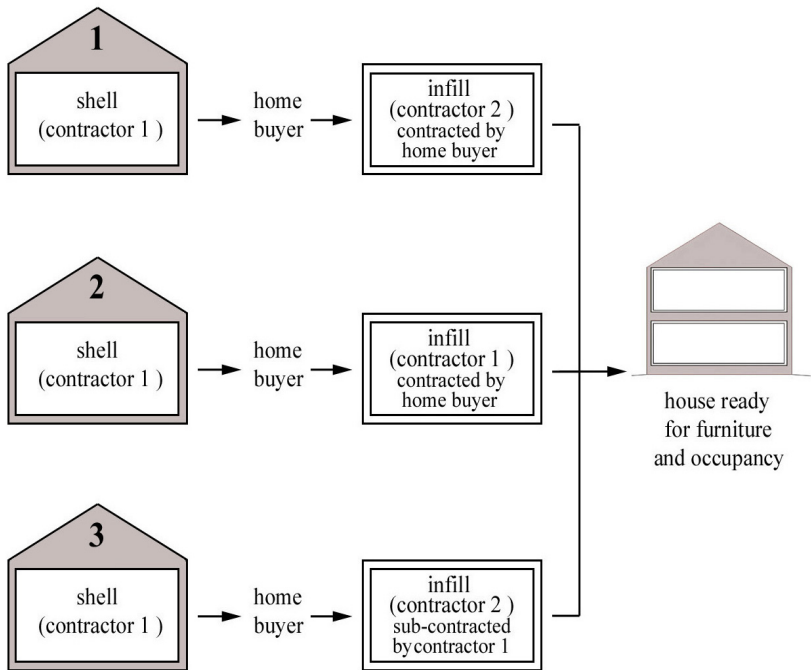 1
shell
(contractor 1 )
home
buyer
infill
(contractor 2 )
contracted by
home buyer
2
shell
(contractor 1 )
home
buyer
infill
(contractor 1 )
contracted by
home buyer
house ready
for furniture
and occupancy
3
shell
(contractor 1 )
home
buyer
infill
(contractor 2 )
sub-contracted
bycontractor 1